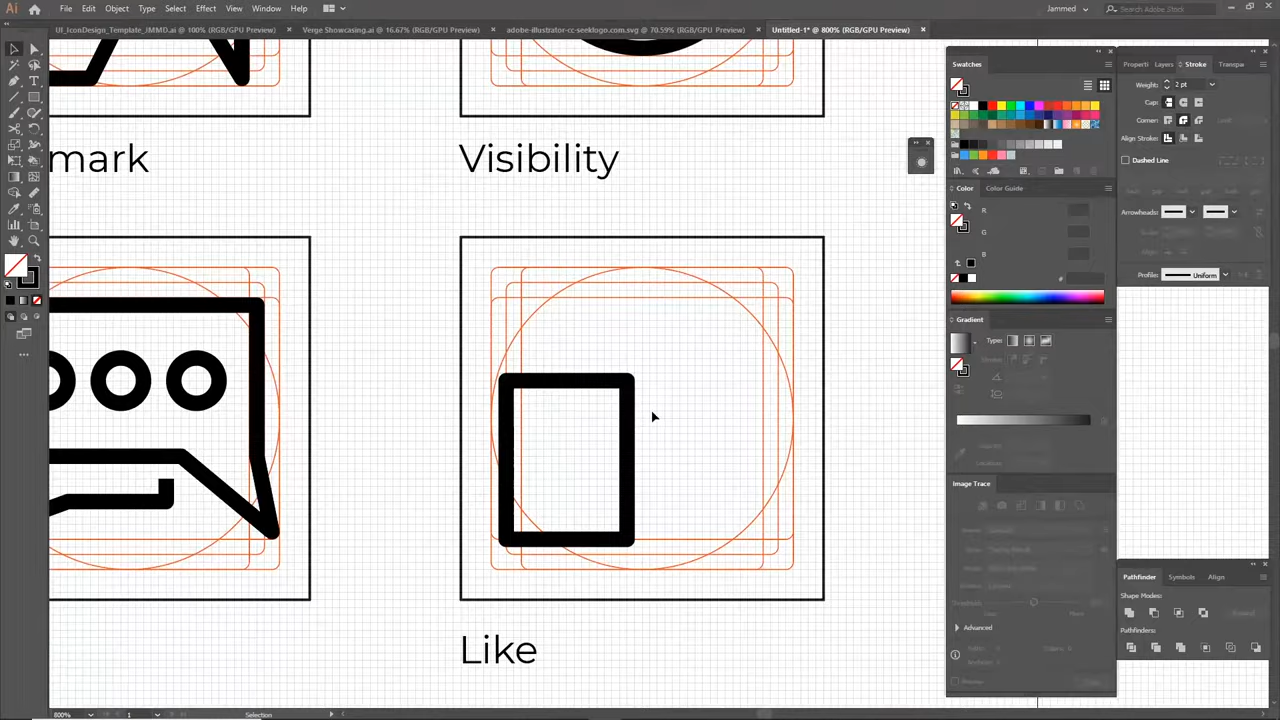 Ai File Edit Object Type Select Effect View Window Help Jammed Search Adobe Stock
UI_IconDesign_Template_JMMD.ai @ 100% (RGB/GPU Preview) × Verge Showcasing.ai @ 16.67% (RGB/GPU Preview) × adobe-illustrator-cc-seeklogo.com.svg @ 70.59% (RGB/GPU Preview) × Untitled-1* @ 800% (RGB/GPU Preview) ×
Swatches
Properti Layers Stroke Transpa
Weight: 2 pt
Cap:
Corner:
Align Stroke:
Dashed Line
mark
Visibility
Color Color Guide
R
G
B
Arrowheads:
Profile: Uniform
Gradient
Type:
Image Trace
Advanced
Pathfinder Symbols Align
Shape Modes:
Pathfinders:
Like
800% 1 Selection